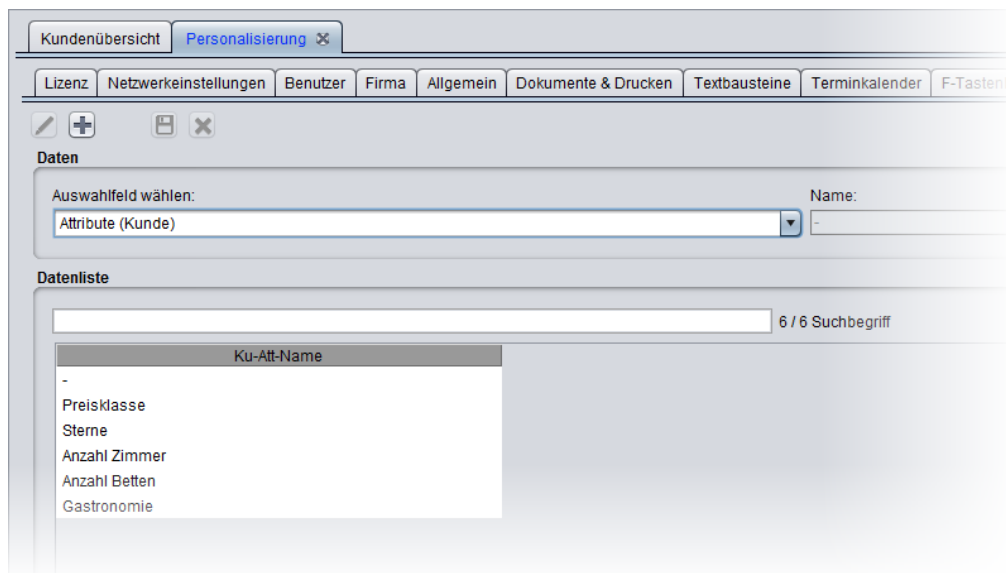 Kundenübersicht Personalisierung
Lizenz Netzwerkeinstellungen Benutzer Firma Allgemein Dokumente & Drucken Textbausteine Terminkalender F-Tasten
Daten
Auswahlfeld wählen: Name:
Attribute (Kunde) -
Datenliste
6 / 6 Suchbegriff
Ku-Att-Name
-
Preisklasse
Sterne
Anzahl Zimmer
Anzahl Betten
Gastronomie